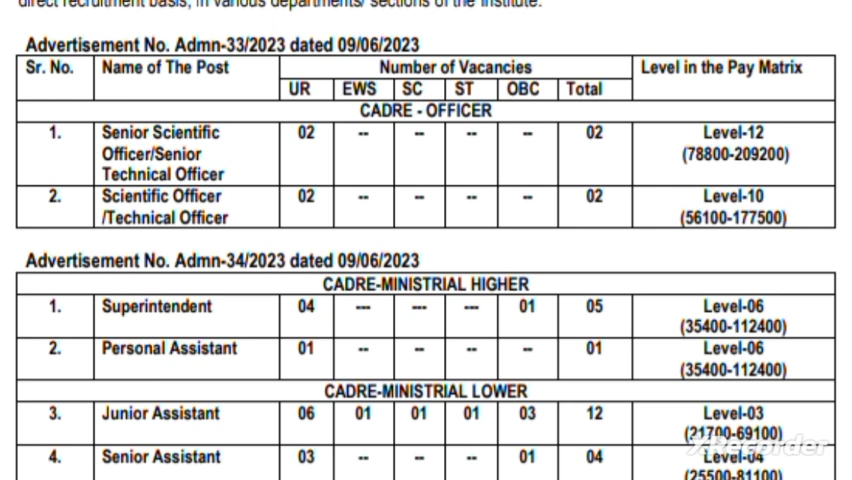 direct recruitment basis, in various departments/ sections of the Institute.
Advertisement No. Admn-33/2023 dated 09/06/2023
Sr. No. Name of The Post Number of Vacancies Level in the Pay Matrix
UR EWS SC ST OBC Total
CADRE - OFFICER
1. Senior Scientific 02 -- -- -- -- 02 Level-12
Officer/Senior (78800-209200)
Technical Officer
2. Scientific Officer 02 -- -- -- -- 02 Level-10
/Technical Officer (56100-177500)
Advertisement No. Admn-34/2023 dated 09/06/2023
CADRE-MINISTRIAL HIGHER
1. Superintendent 04 --- --- --- 01 05 Level-06
(35400-112400)
2. Personal Assistant 01 -- -- -- -- 01 Level-06
(35400-112400)
CADRE-MINISTRIAL LOWER
3. Junior Assistant 06 01 01 01 03 12 Level-03
(21700-69100)
XRecorder
4. Senior Assistant 03 -- -- -- 01 04 Level-04
(25500-81100)